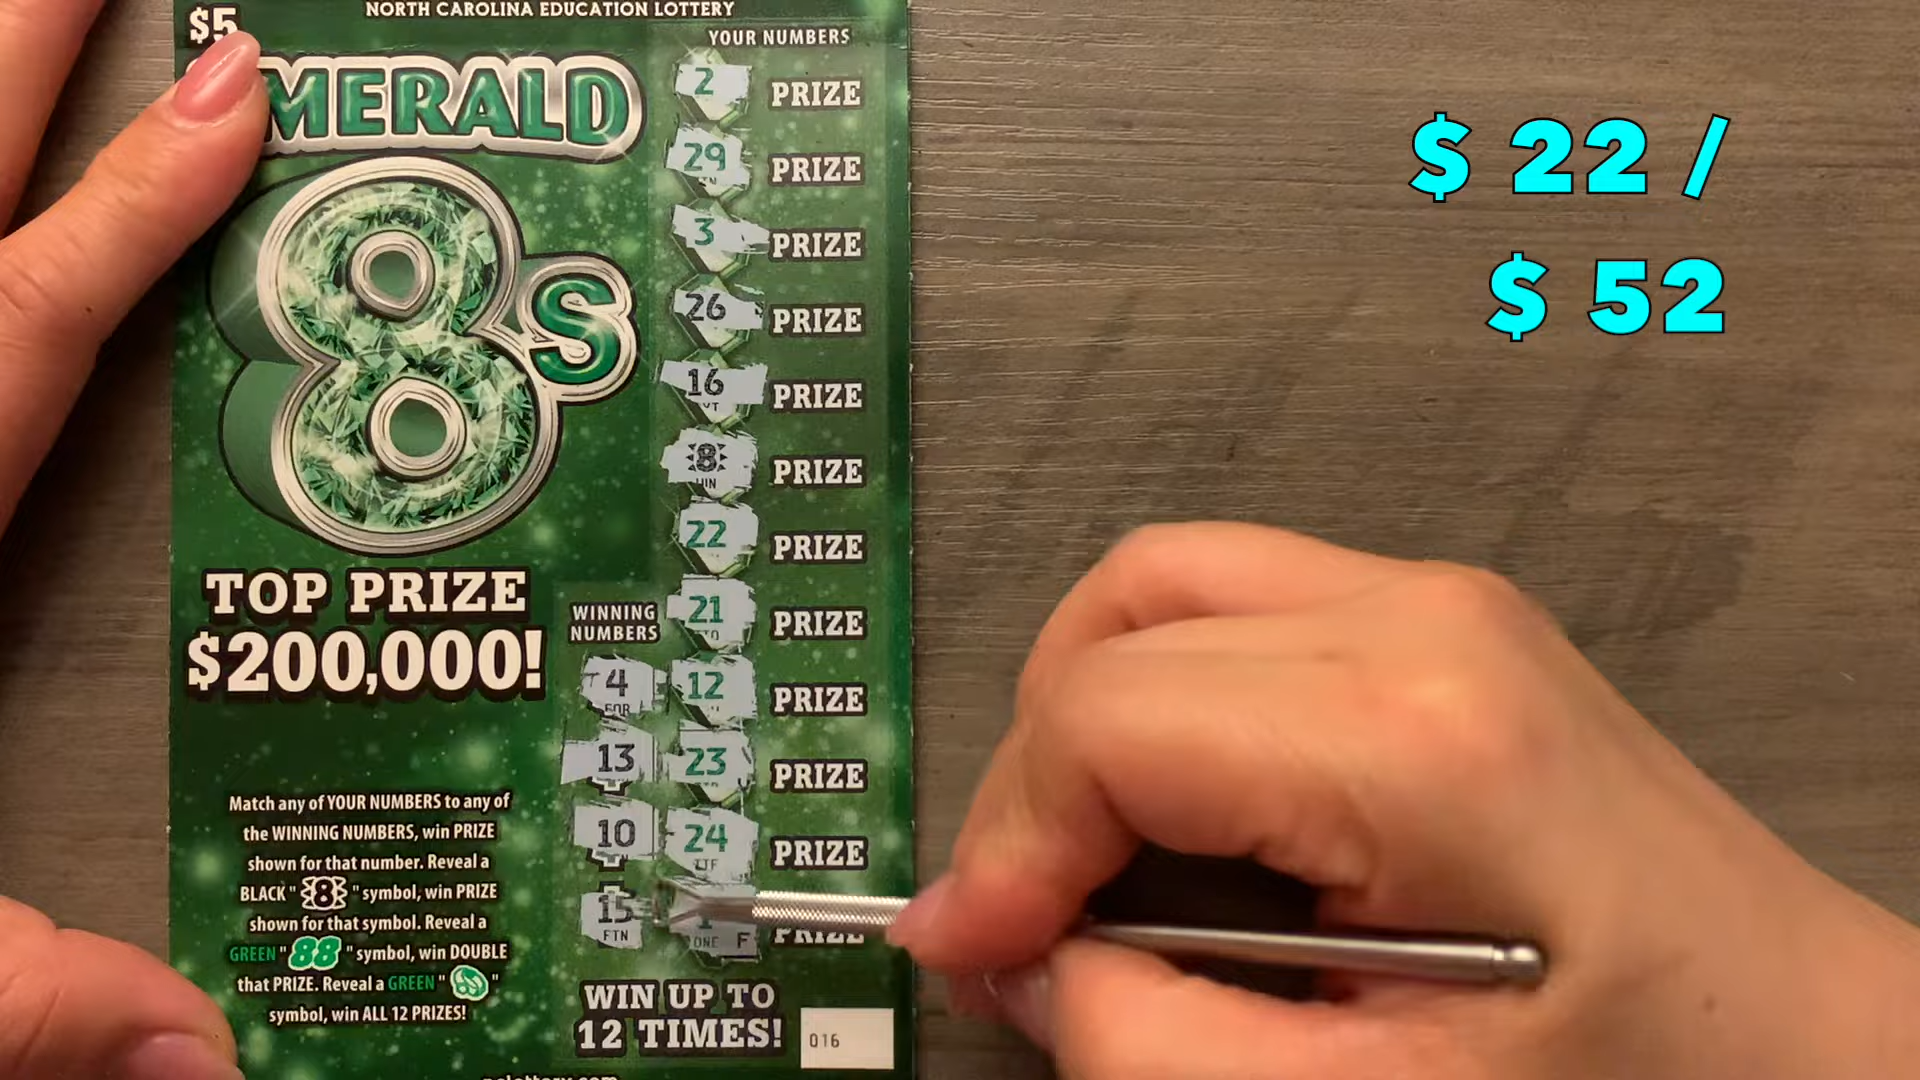 NORTH CAROLINA EDUCATION LOTTERY
$5
YOUR NUMBERS
MERALD
8s
2 PRIZE
29 PRIZE
3 PRIZE
26 PRIZE
16 PRIZE
8 PRIZE
WIN
22 PRIZE
21 PRIZE
TOP PRIZE
$200,000!
WINNING
NUMBERS
4 12 PRIZE
13 23 PRIZE
10 24 PRIZE
15 1 PRIZE
FTN ONE F
Match any of YOUR NUMBERS to any of
the WINNING NUMBERS, win PRIZE
shown for that number. Reveal a
BLACK "8" symbol, win PRIZE
shown for that symbol. Reveal a
GREEN "88" symbol, win DOUBLE
that PRIZE. Reveal a GREEN " "
symbol, win ALL 12 PRIZES!
WIN UP TO
12 TIMES!
016
$ 22 /
$ 52